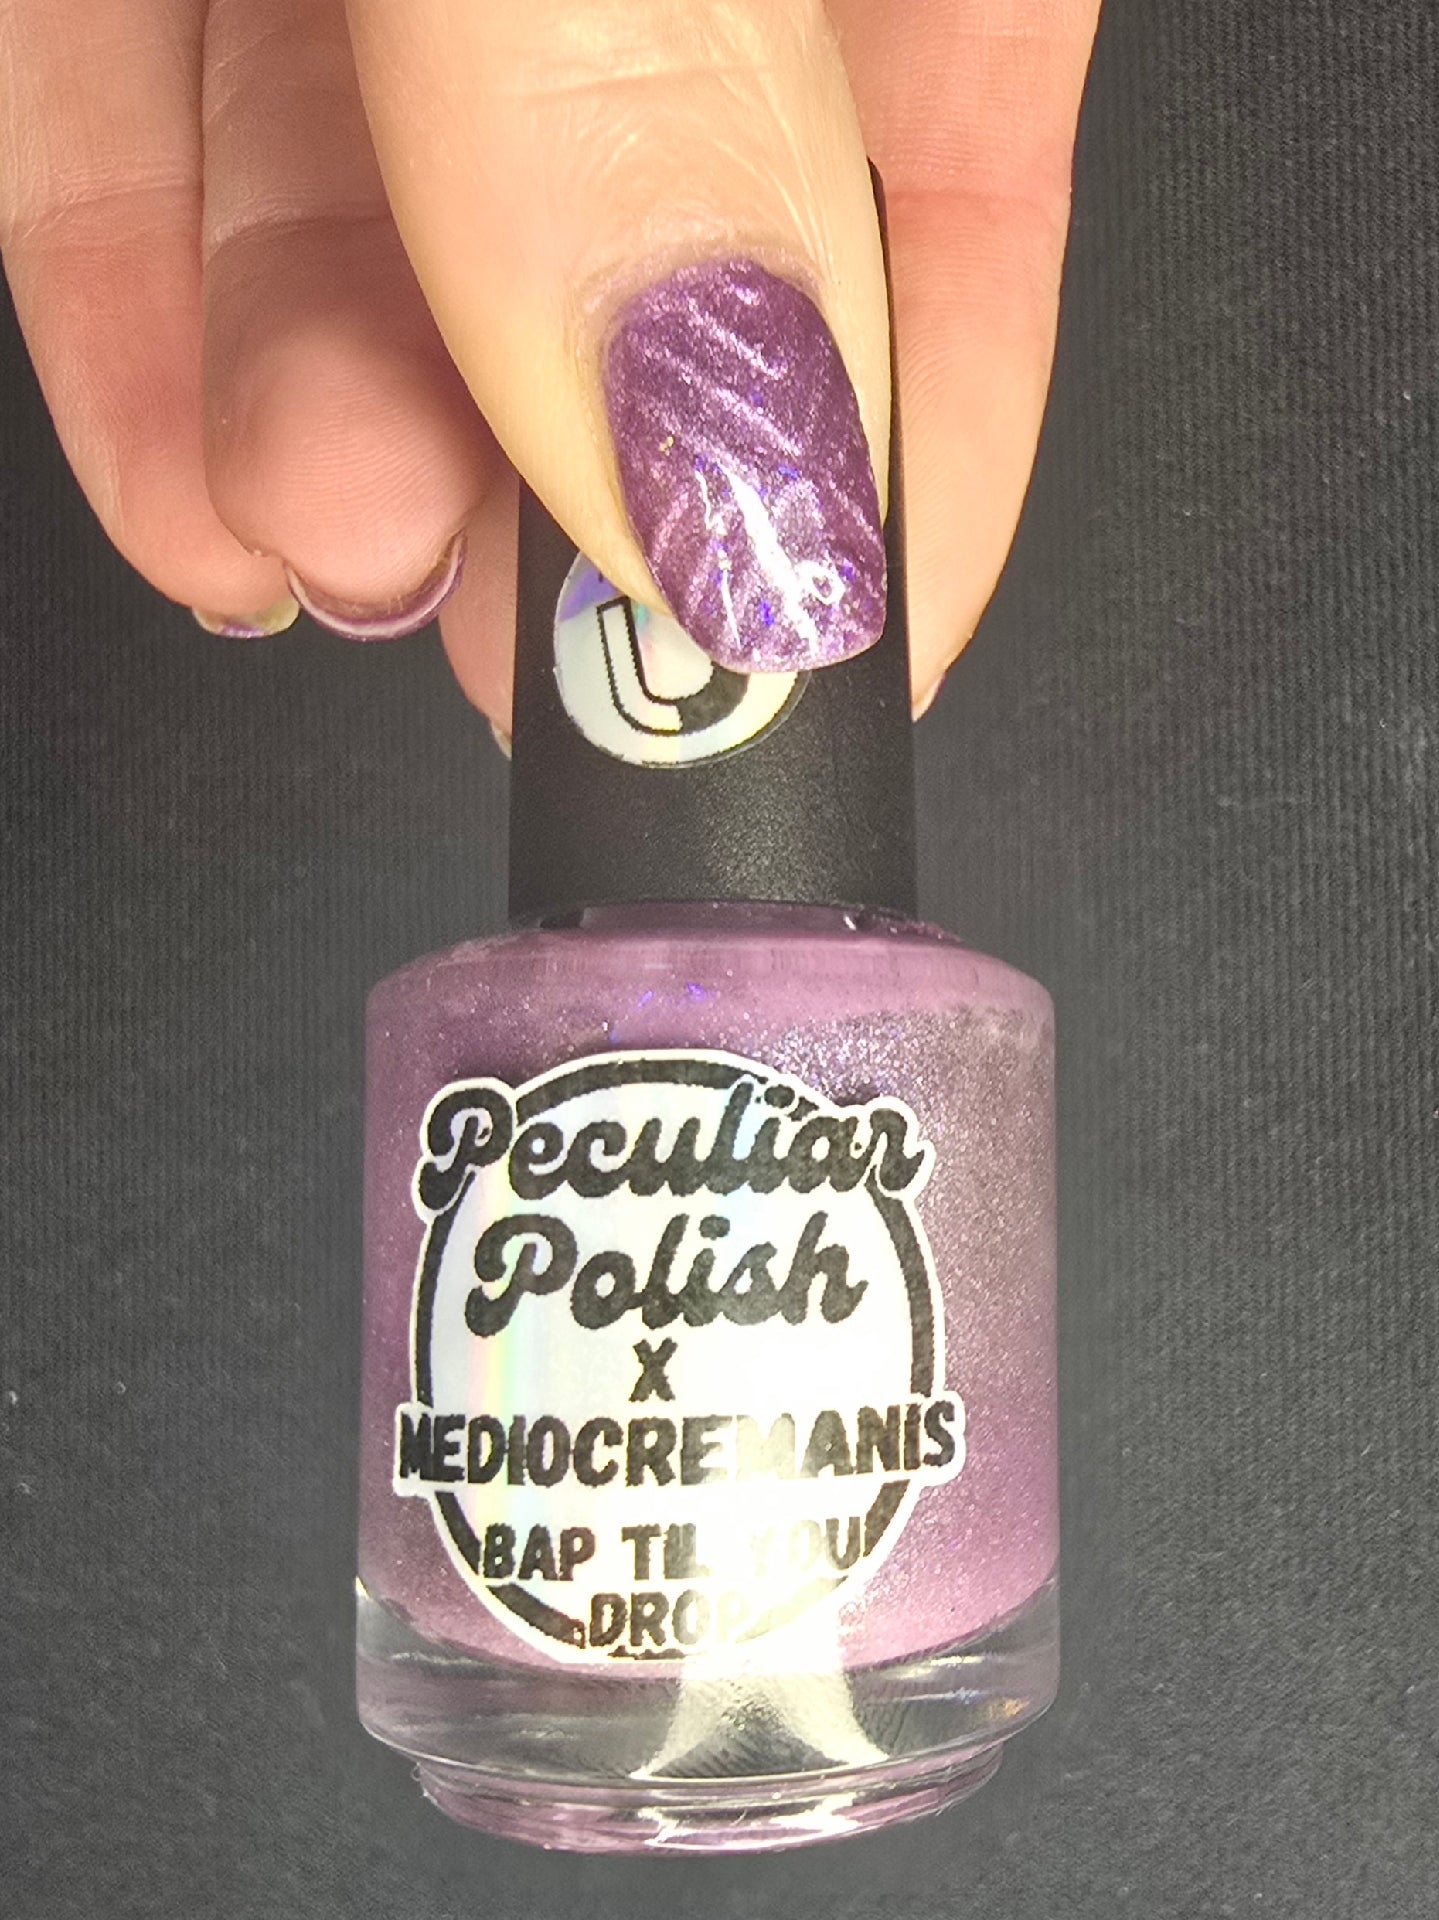 Peculiar
Polish
X
MEDIOCREMANIS
BAP TIL YOU
DROP